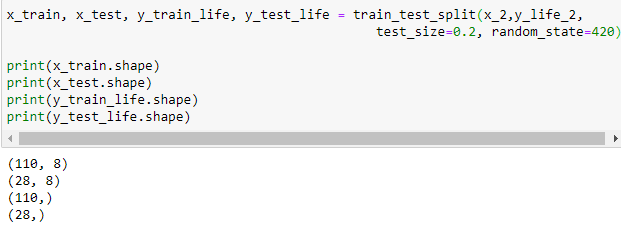 x_train, x_test, y_train_life, y_test_life = train_test_split(x_2,y_life_2,
test_size=0.2, random_state=420)
print(x_train.shape)
print(x_test.shape)
print(y_train_life.shape)
print(y_test_life.shape)
(110, 8)
(28, 8)
(110,)
(28,)